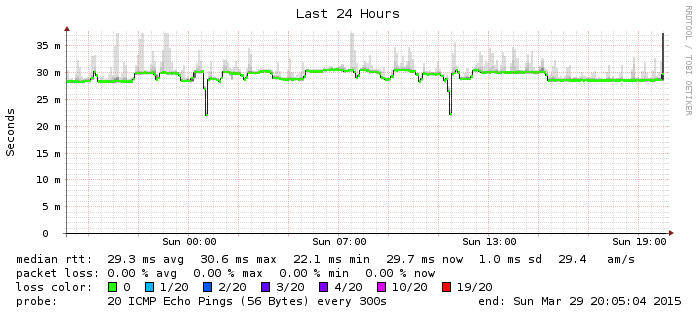 Last 24 Hours
RRDTOOL / TOBI OETIKER
Seconds
35 m
30 m
25 m
20 m
15 m
10 m
5 m
0
Sun 00:00 Sun 07:00 Sun 13:00 Sun 19:00
median rtt: 29.3 ms avg 30.6 ms max 22.1 ms min 29.7 ms now 1.0 ms sd 29.4 am/s
packet loss: 0.00 % avg 0.00 % max 0.00 % min 0.00 % now
loss color: 0 1/20 2/20 3/20 4/20 10/20 19/20
probe: 20 ICMP Echo Pings (56 Bytes) every 300s end: Sun Mar 29 20:05:04 2015